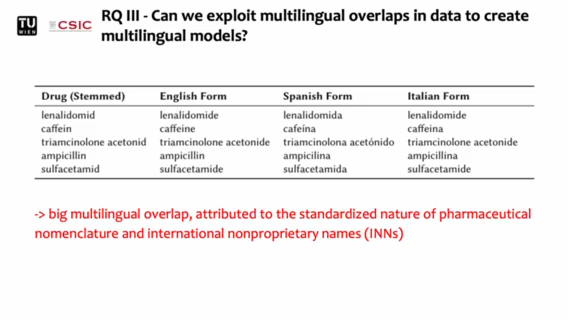 TU
WIEN
CSIC
RQ III - Can we exploit multilingual overlaps in data to create
multilingual models?
Drug (Stemmed) English Form Spanish Form Italian Form
lenalidomid lenalidomide lenalidomida lenalidomide
caffein caffeine cafeína caffeina
triamcinolone acetonid triamcinolone acetonide triamcinolona acetónido triamcinolone acetonide
ampicillin ampicillin ampicilina ampicillina
sulfacetamid sulfacetamide sulfacetamida sulfacetamide
-> big multilingual overlap, attributed to the standardized nature of pharmaceutical
nomenclature and international nonproprietary names (INNs)